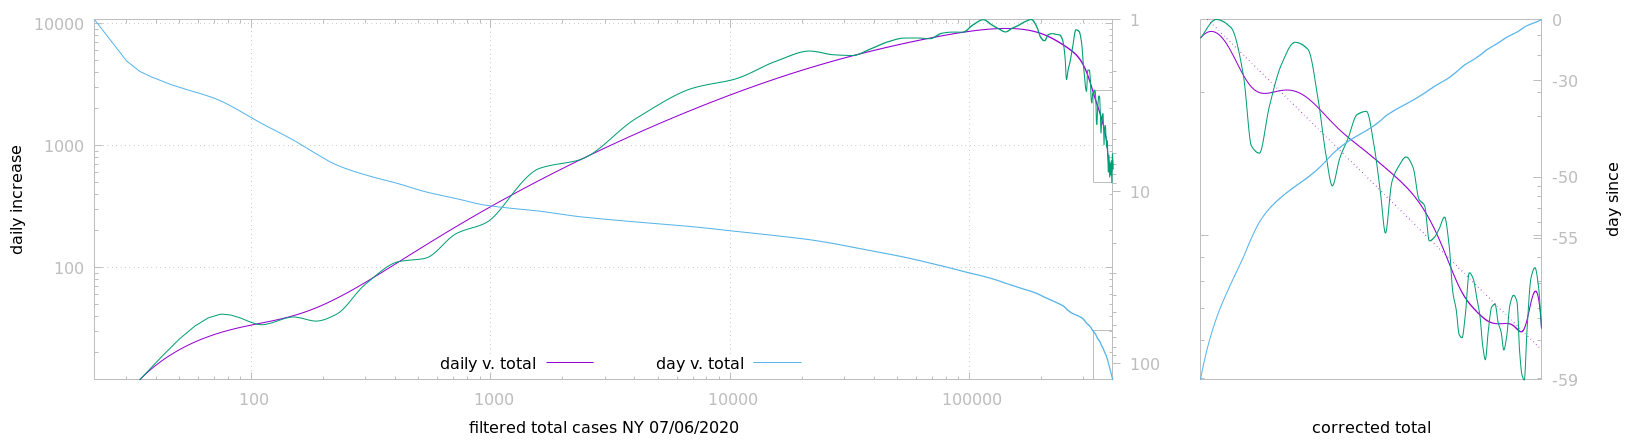 10000
1000
100
daily increase
daily v. total
day v. total
1
10
100
100
1000
10000
100000
filtered total cases NY 07/06/2020
0
-30
-50
-55
-59
day since
corrected total